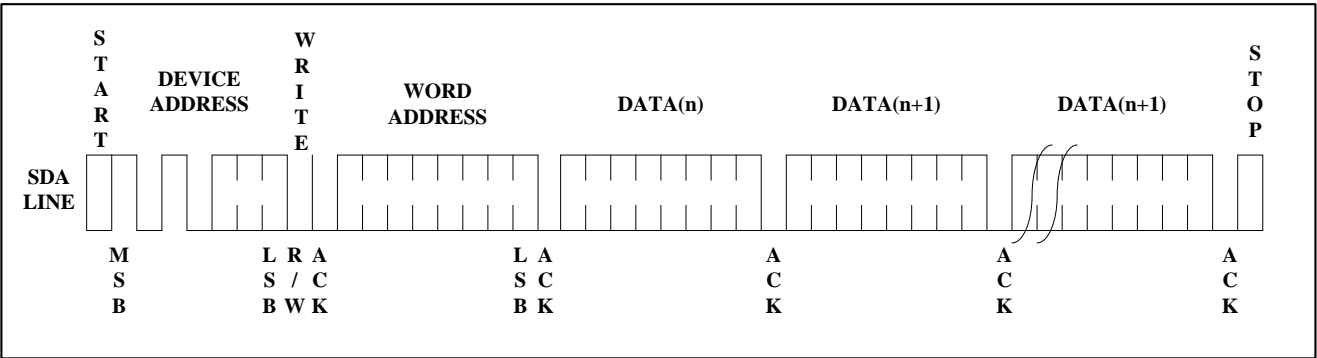 START
DEVICE ADDRESS
WRITE
WORD ADDRESS
DATA(n)
DATA(n+1)
DATA(n+1)
STOP
SDA LINE
MSB
LSB
R/W
ACK
LSB
ACK
ACK
ACK
ACK